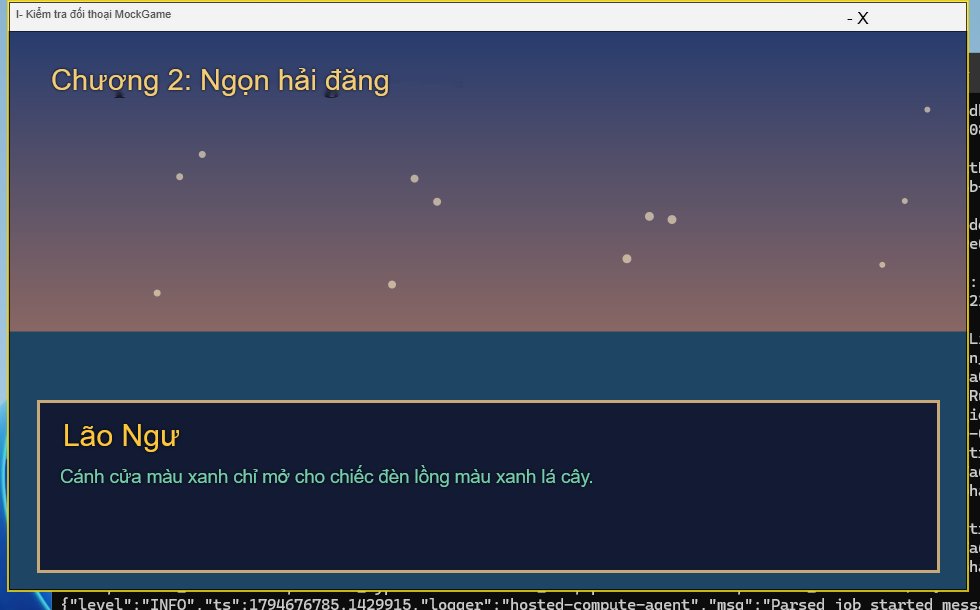 I- Kiểm tra đối thoại MockGame
- X
Chương 2: Ngọn hải đăng
Lão Ngư
Cánh cửa màu xanh chỉ mở cho chiếc đèn lồng màu xanh lá cây.
{"level":"INFO","ts":1794676785.1429915,"logger":"hosted-compute-agent","msg":"Parsed job started mes